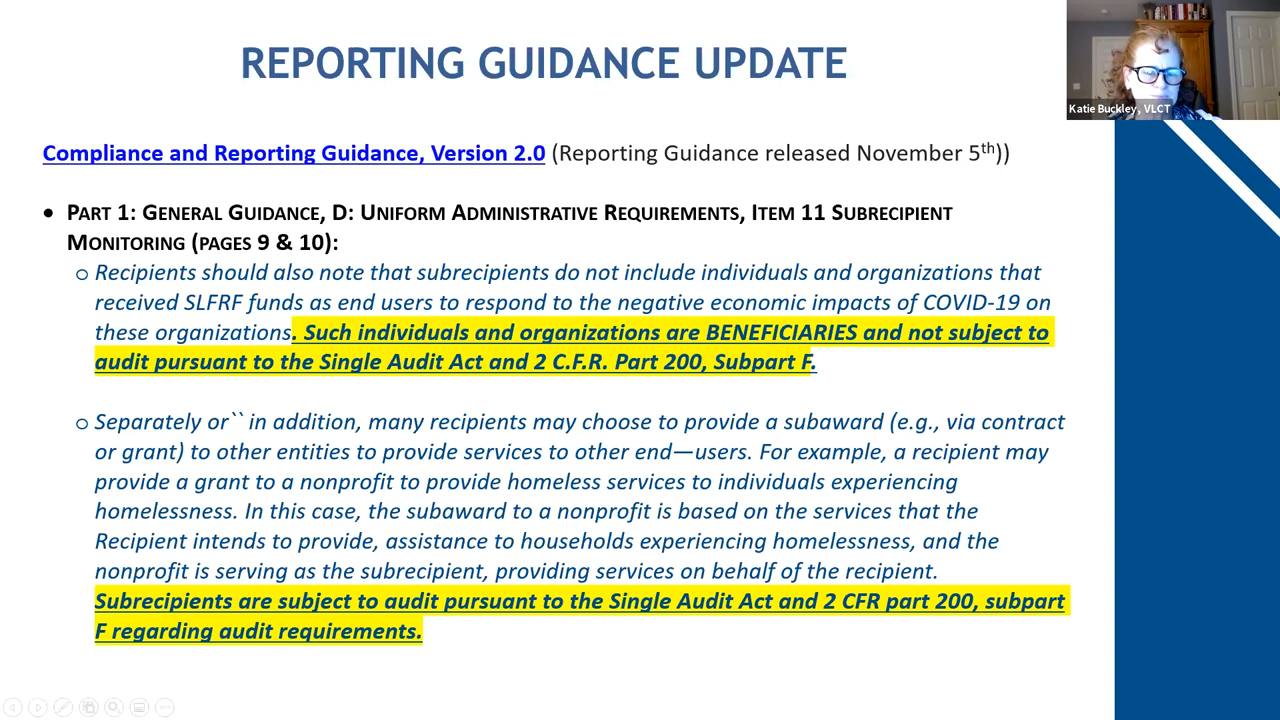 REPORTING GUIDANCE UPDATE
Katie Buckley, VLCT
Compliance and Reporting Guidance, Version 2.0 (Reporting Guidance released November 5th))
• PART 1: GENERAL GUIDANCE, D: UNIFORM ADMINISTRATIVE REQUIREMENTS, ITEM 11 SUBRECIPIENT
MONITORING (PAGES 9 & 10):
o Recipients should also note that subrecipients do not include individuals and organizations that
received SLFRF funds as end users to respond to the negative economic impacts of COVID-19 on
these organizations. Such individuals and organizations are BENEFICIARIES and not subject to
audit pursuant to the Single Audit Act and 2 C.F.R. Part 200, Subpart F.
o Separately or`` in addition, many recipients may choose to provide a subaward (e.g., via contract
or grant) to other entities to provide services to other end—users. For example, a recipient may
provide a grant to a nonprofit to provide homeless services to individuals experiencing
homelessness. In this case, the subaward to a nonprofit is based on the services that the
Recipient intends to provide, assistance to households experiencing homelessness, and the
nonprofit is serving as the subrecipient, providing services on behalf of the recipient.
Subrecipients are subject to audit pursuant to the Single Audit Act and 2 CFR part 200, subpart
F regarding audit requirements.